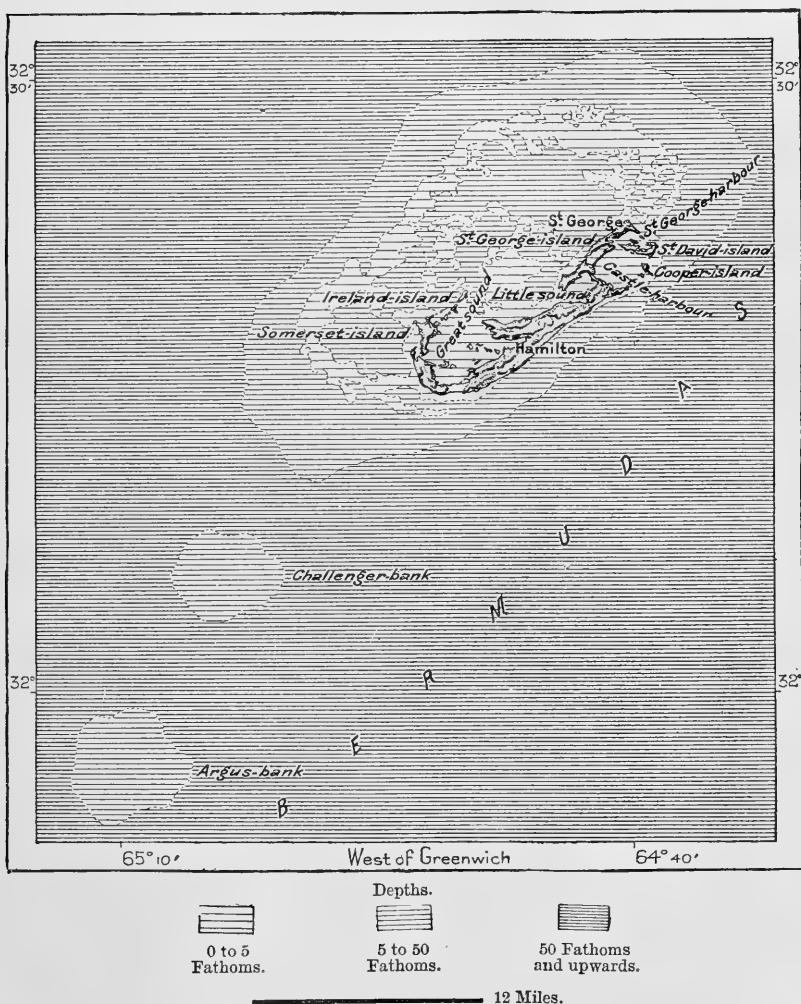 32°
30'
32°
30'
St George
St George harbour
St George-island
St David-island
Cooper-island
Castle harbour
Ireland-island
Great sound
Little sound
Somerset-island
Hamilton
BERMUDAS
Challenger-bank
32°
32°
Argus-bank
65° 10'
West of Greenwich
64° 40'
Depths.
0 to 5
Fathoms.
5 to 50
Fathoms.
50 Fathoms
and upwards.
12 Miles.